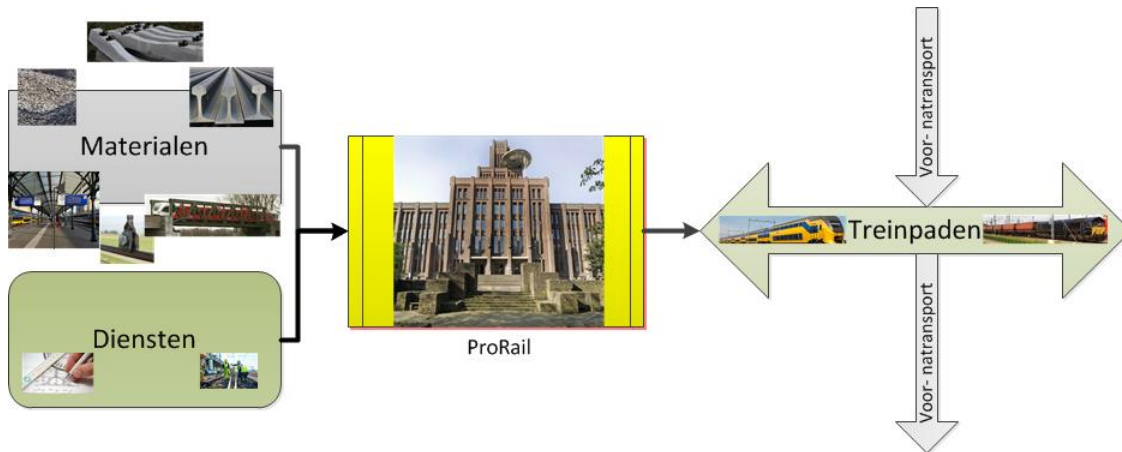 Materialen
Diensten
ProRail
Voor- natransport
Treinpaden
Voor- natransport